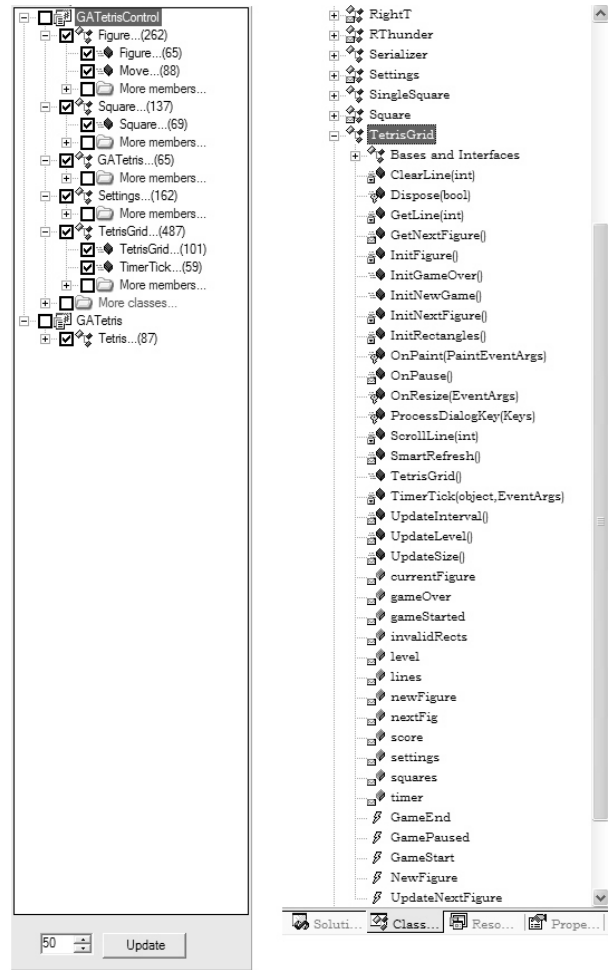 GATetrisControl
Figure...(262)
Figure...(65)
Move...(88)
More members...
Square...(137)
Square...(69)
More members...
GATetris...(65)
More members...
Settings...(162)
More members...
TetrisGrid...(487)
TetrisGrid...(101)
TimerTick...(59)
More members...
More classes...
GATetris
Tetris...(87)
50
Update
RightT
RThunder
Serializer
Settings
SingleSquare
Square
TetrisGrid
Bases and Interfaces
ClearLine(int)
Dispose(bool)
GetLine(int)
GetNextFigure()
InitFigure()
InitGameOver()
InitNewGame()
InitNextFigure()
InitRectangles()
OnPaint(PaintEventArgs)
OnPause()
OnResize(EventArgs)
ProcessDialogKey(Keys)
ScrollLine(int)
SmartRefresh()
TetrisGrid()
TimerTick(object,EventArgs)
UpdateInterval()
UpdateLevel()
UpdateSize()
currentFigure
gameOver
gameStarted
invalidRects
level
lines
newFigure
nextFig
score
settings
squares
timer
GameEnd
GamePaused
GameStart
NewFigure
UpdateNextFigure
Soluti... Class... Reso... Prope...